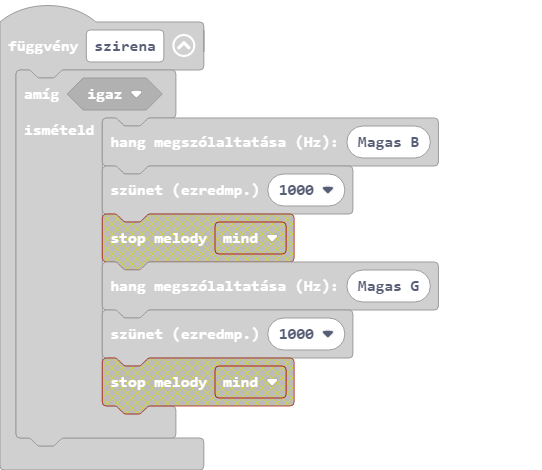 függvény szirena
amíg igaz
ismételd
hang megszólaltatása (Hz): Magas B
szünet (ezredmp.) 1000
stop melody mind
hang megszólaltatása (Hz): Magas G
szünet (ezredmp.) 1000
stop melody mind